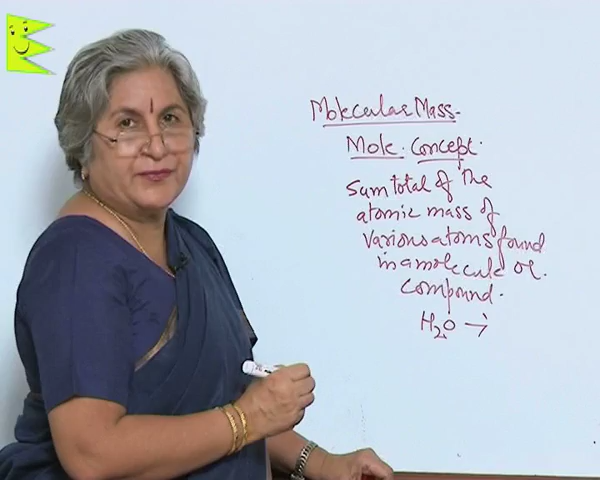 Molecular Mass.
Mole. Concept.
Sum total of the
atomic mass of
various atoms found
in a molecule or
compound.
H2O →